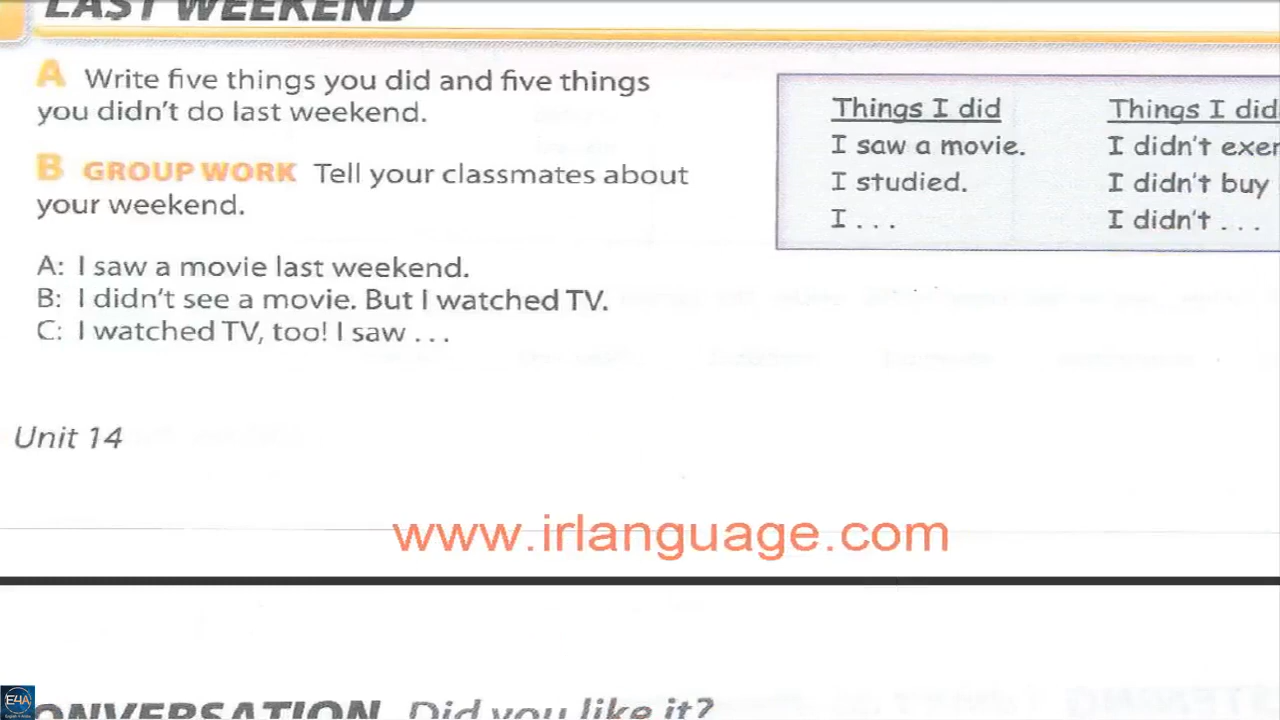 LAST WEEKEND
A Write five things you did and five things
you didn't do last weekend.
B GROUP WORK Tell your classmates about
your weekend.
A: I saw a movie last weekend.
B: I didn't see a movie. But I watched TV.
C: I watched TV, too! I saw . . .
Things I did
I saw a movie.
I studied.
I . . .
Things I did
I didn't exer
I didn't buy
I didn't . . .
Unit 14
www.irlanguage.com
E4A
ONVERSATION Did you like it?